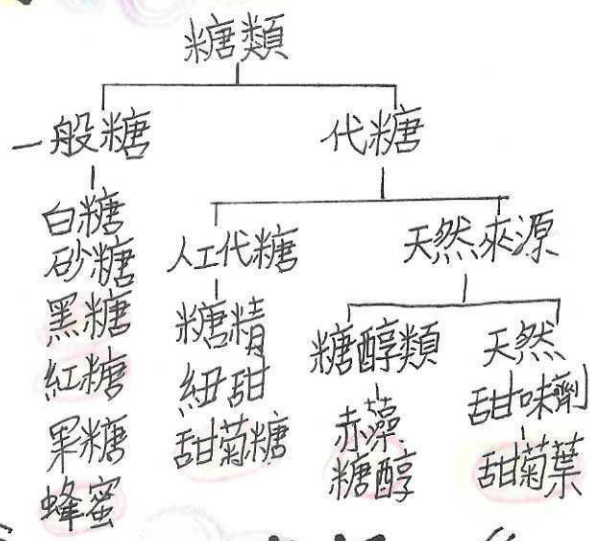 糖類
一般糖
代糖
白糖
砂糖
黑糖
紅糖
果糖
蜂蜜
人工代糖
糖精
紐甜
甜菊糖
天然來源
糖醇類
赤藻
糖醇
天然
甜味劑
甜菊葉